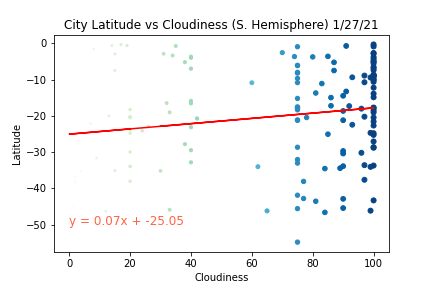 City Latitude vs Cloudiness (S. Hemisphere) 1/27/21
0
−10
−20
−30
−40
−50
Latitude
y = 0.07x + -25.05
0 20 40 60 80 100
Cloudiness